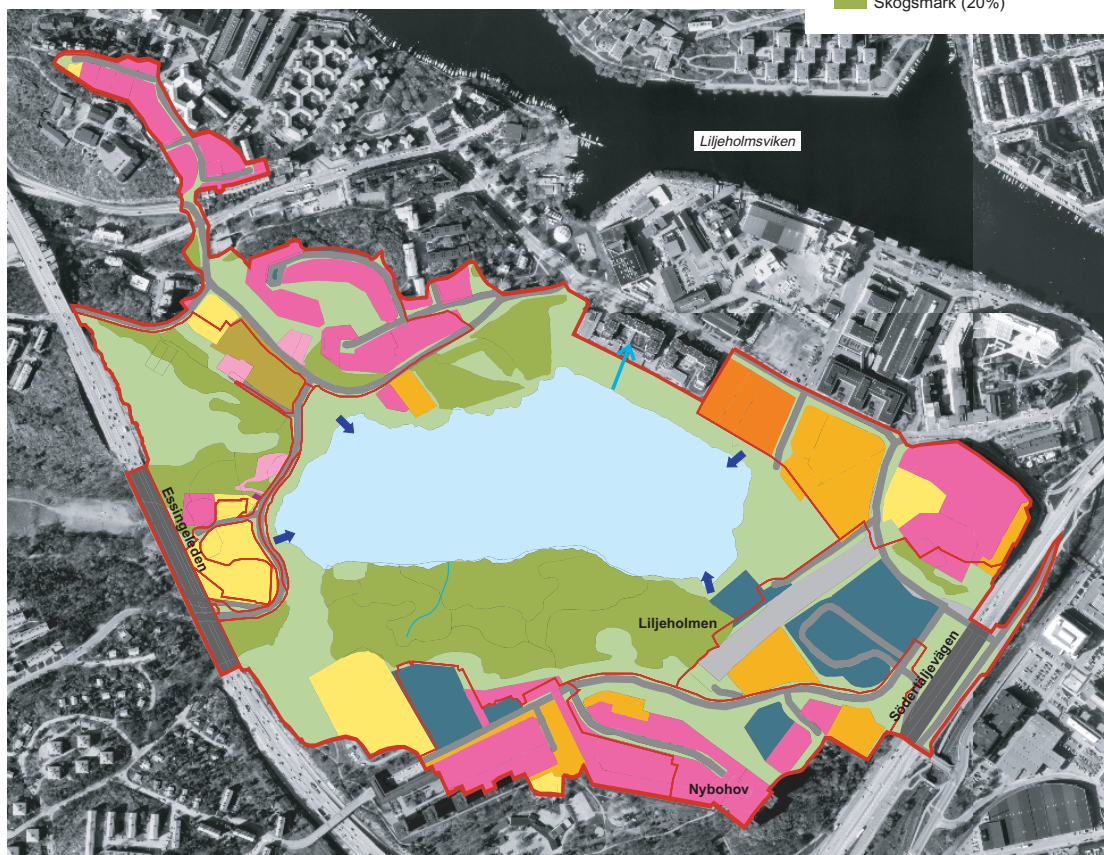 Skogsmark (20%)
Liljeholmsviken
Essingeleden
Liljeholmen
Södertäljevägen
Nybohov